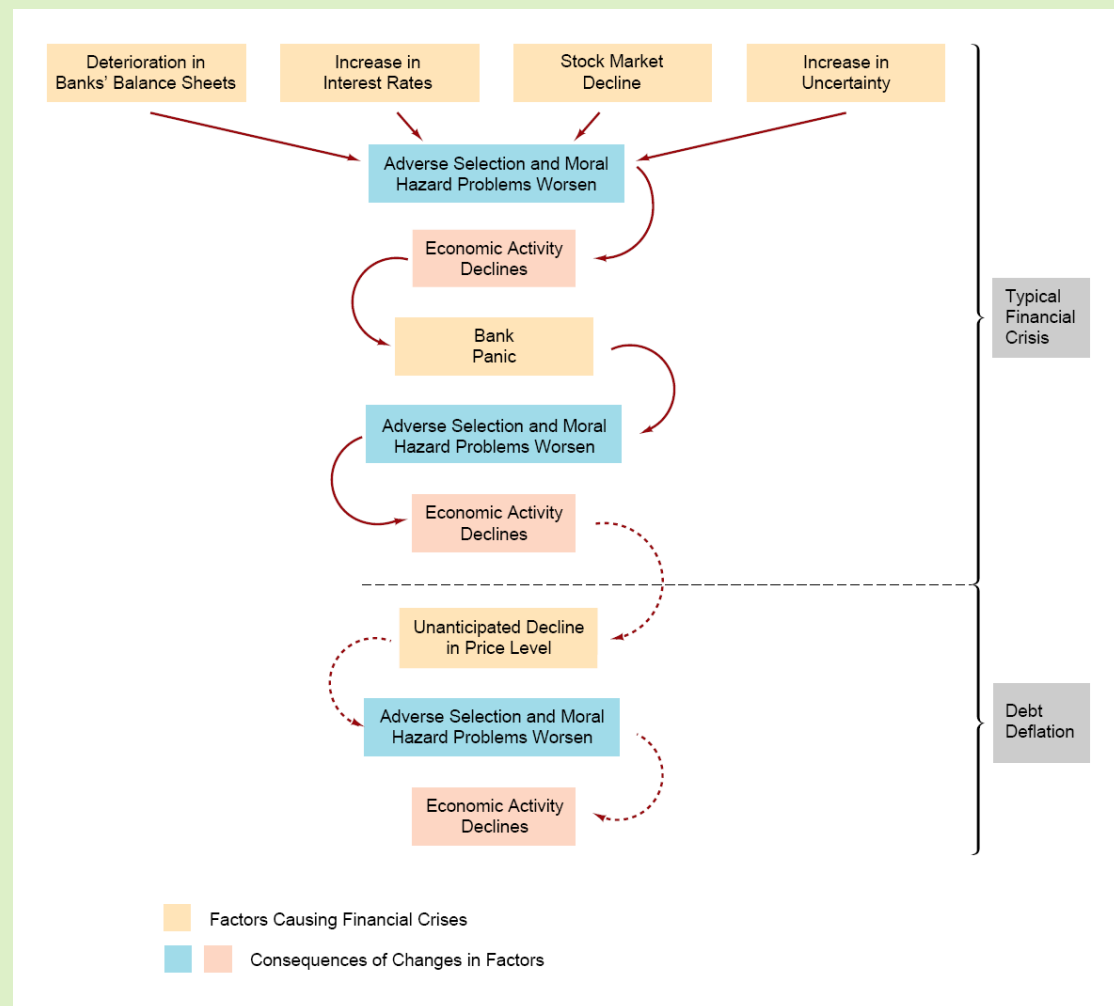 Deterioration in
Banks' Balance Sheets
Increase in
Interest Rates
Stock Market
Decline
Increase in
Uncertainty
Adverse Selection and Moral
Hazard Problems Worsen
Economic Activity
Declines
Bank
Panic
Adverse Selection and Moral
Hazard Problems Worsen
Economic Activity
Declines
Typical
Financial
Crisis
Unanticipated Decline
in Price Level
Adverse Selection and Moral
Hazard Problems Worsen
Economic Activity
Declines
Debt
Deflation
Factors Causing Financial Crises
Consequences of Changes in Factors